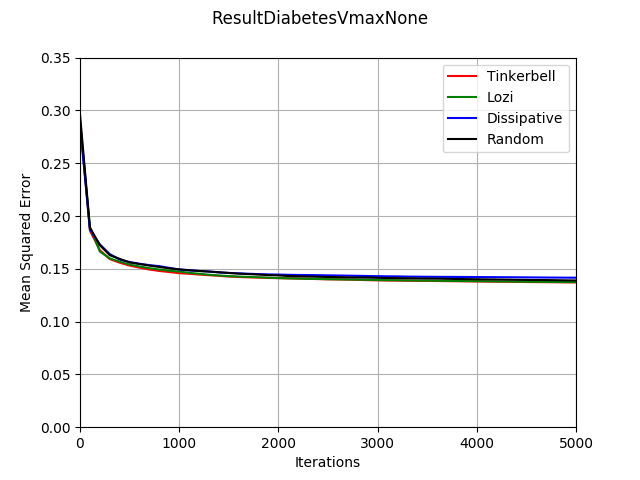 ResultDiabetesVmaxNone
0.35
0.30
0.25
0.20
0.15
0.10
0.05
0.00
Mean Squared Error
0 1000 2000 3000 4000 5000
Iterations
Tinkerbell
Lozi
Dissipative
Random